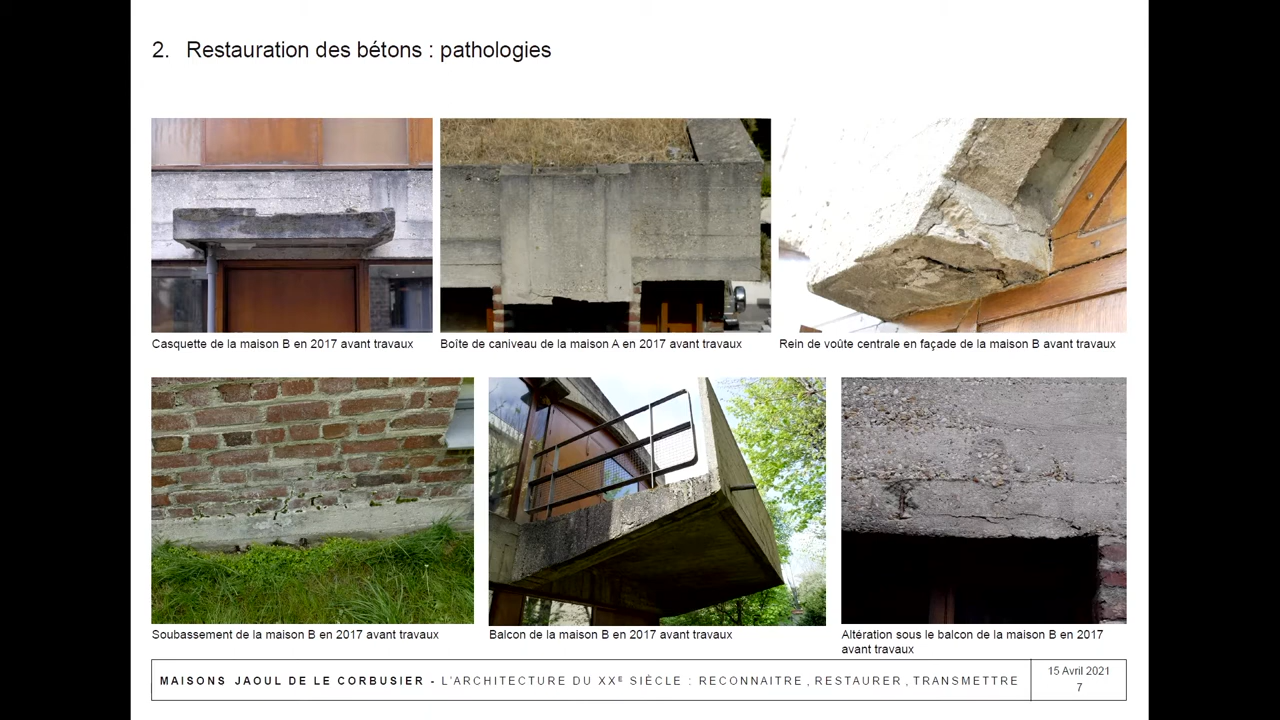 2. Restauration des bétons : pathologies
Casquette de la maison B en 2017 avant travaux
Boîte de caniveau de la maison A en 2017 avant travaux
Rein de voûte centrale en façade de la maison B avant travaux
Soubassement de la maison B en 2017 avant travaux
Balcon de la maison B en 2017 avant travaux
Altération sous le balcon de la maison B en 2017
avant travaux
MAISONS JAOUL DE LE CORBUSIER - L'ARCHITECTURE DU XXE SIÈCLE : RECONNAITRE , RESTAURER , TRANSMETTRE
15 Avril 2021
7